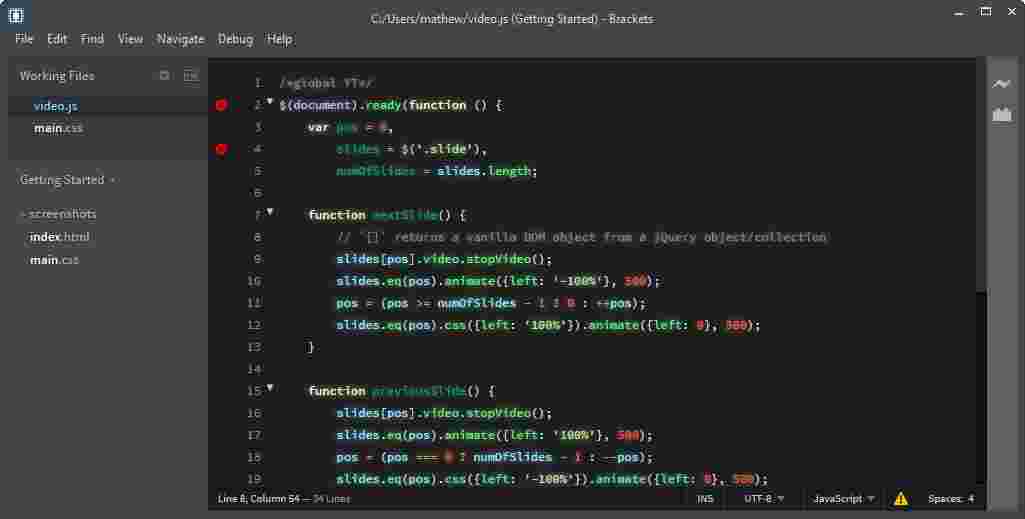 C:/Users/mathew/video.js (Getting Started) - Brackets
File Edit Find View Navigate Debug Help
Working Files
video.js
main.css
Getting Started
screenshots
index.html
main.css
1 /*global YT*/
2 $(document).ready(function () {
3 var pos = 0,
4 slides = $('.slide'),
5 numOfSlides = slides.length;
6
7 function nextSlide() {
8 // `[]` returns a vanilla DOM object from a jQuery object/collection
9 slides[pos].video.stopVideo();
10 slides.eq(pos).animate({left: '-100%'}, 500);
11 pos = (pos >= numOfSlides - 1 ? 0 : ++pos);
12 slides.eq(pos).css({left: '100%'}).animate({left: 0}, 500);
13 }
14
15 function previousSlide() {
16 slides[pos].video.stopVideo();
17 slides.eq(pos).animate({left: '100%'}, 500);
18 pos = (pos === 0 ? numOfSlides - 1 : --pos);
19 slides.eq(pos).css({left: '-100%'}).animate({left: 0}, 500);
Line 8, Column 54 — 34 Lines INS UTF-8 JavaScript Spaces: 4